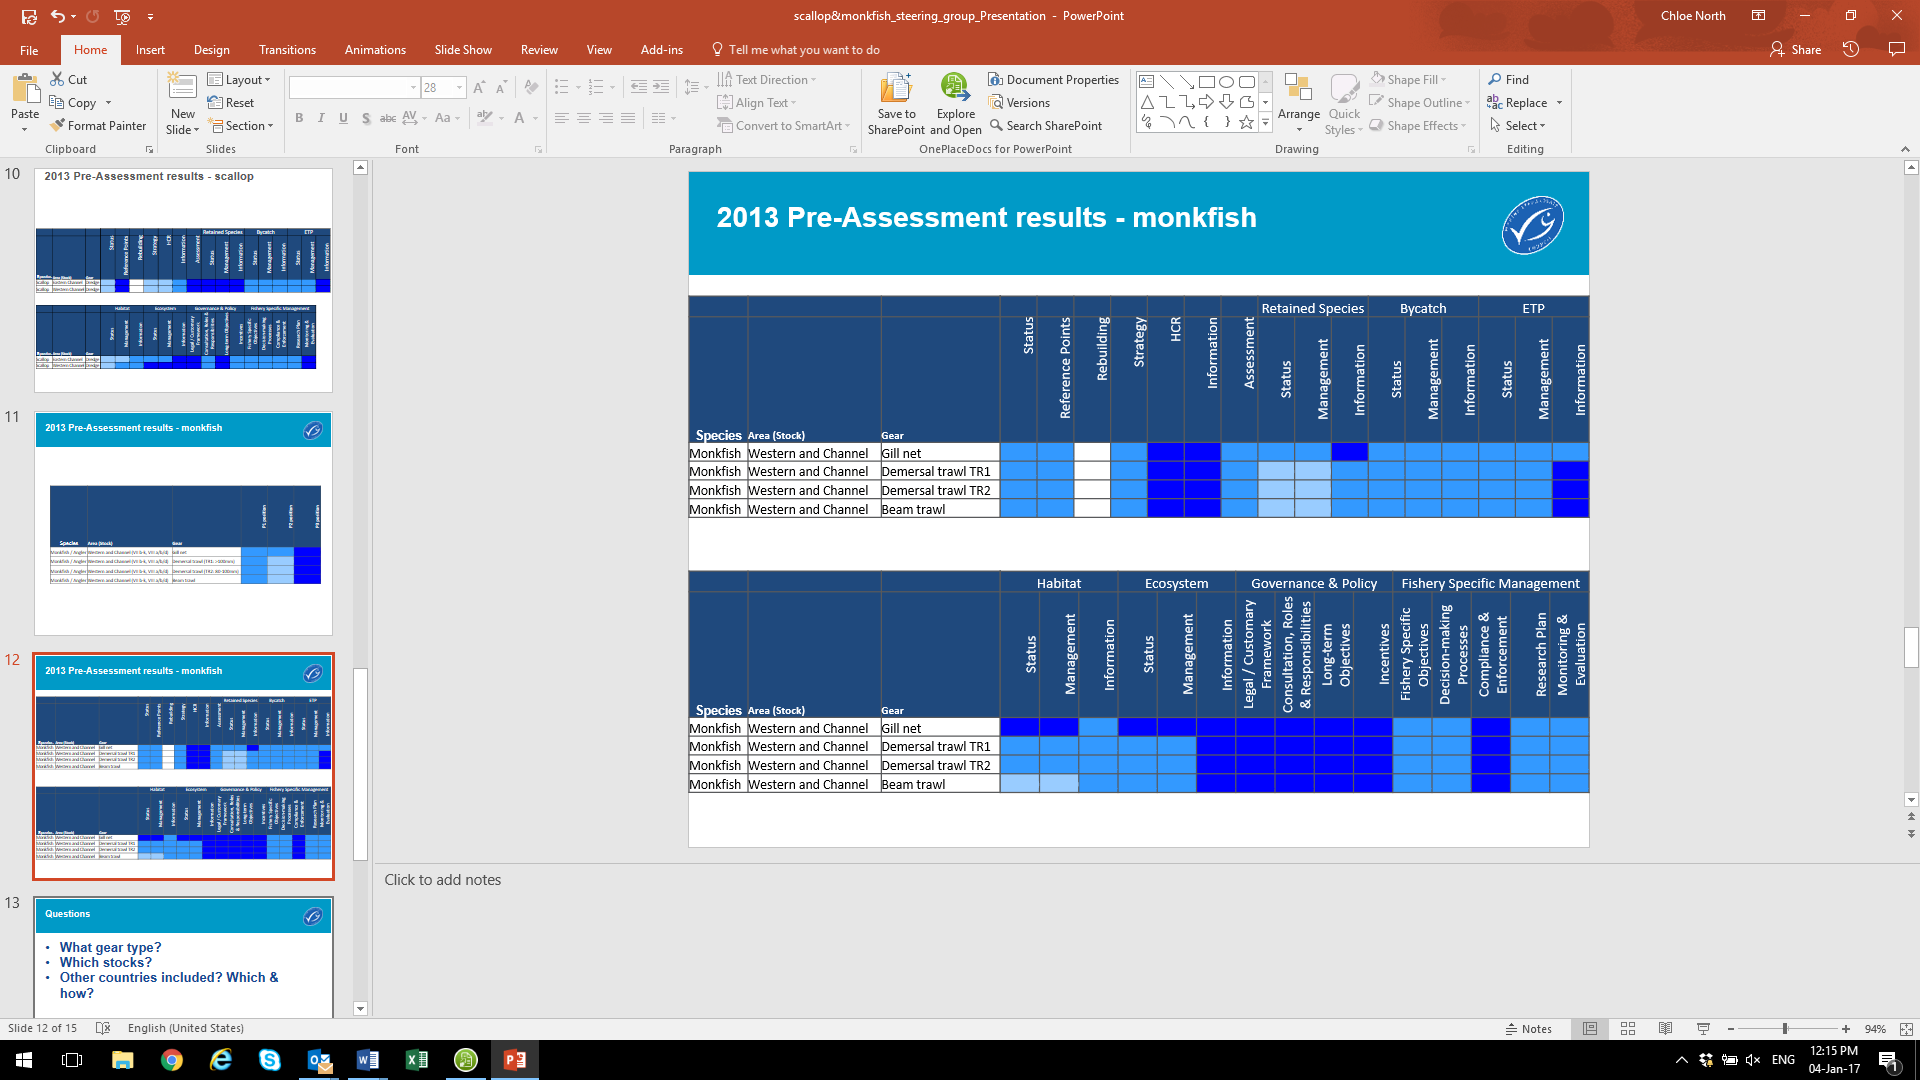 scallop&monkfish_steering_group_Presentation - PowerPoint
Chloe North
File Home Insert Design Transitions Animations Slide Show Review View Add-ins Tell me what you want to do
Share
Paste
Cut
Copy
Format Painter
Clipboard
New Slide
Layout
Reset
Section
Slides
28
B I U S abc AV Aa A
Font
Text Direction
Align Text
Convert to SmartArt
Paragraph
Save to SharePoint
Explore and Open
Document Properties
Versions
Search SharePoint
OnePlaceDocs for PowerPoint
Arrange
Quick Styles
Shape Fill
Shape Outline
Shape Effects
Drawing
Find
Replace
Select
Editing
10
2013 Pre-Assessment results - scallop
11
2013 Pre-Assessment results - monkfish
12
2013 Pre-Assessment results - monkfish
13
Questions
• What gear type?
• Which stocks?
• Other countries included? Which &
how?
2013 Pre-Assessment results - monkfish
Retained Species Bycatch ETP
Species Area (Stock) Gear Status Reference Points Rebuilding Strategy HCR Information Assessment Status Management Information Status Management Information Status Management Information
Monkfish Western and Channel Gill net
Monkfish Western and Channel Demersal trawl TR1
Monkfish Western and Channel Demersal trawl TR2
Monkfish Western and Channel Beam trawl
Habitat Ecosystem Governance & Policy Fishery Specific Management
Species Area (Stock) Gear Status Management Information Status Management Information Legal / Customary Framework Consultation, Roles & Responsibilities Long-term Objectives Incentives Fishery Specific Objectives Decision-making Processes Compliance & Enforcement Research Plan Monitoring & Evaluation
Monkfish Western and Channel Gill net
Monkfish Western and Channel Demersal trawl TR1
Monkfish Western and Channel Demersal trawl TR2
Monkfish Western and Channel Beam trawl
Click to add notes
Slide 12 of 15 English (United States)
Notes
94%
ENG
12:15 PM
04-Jan-17
1